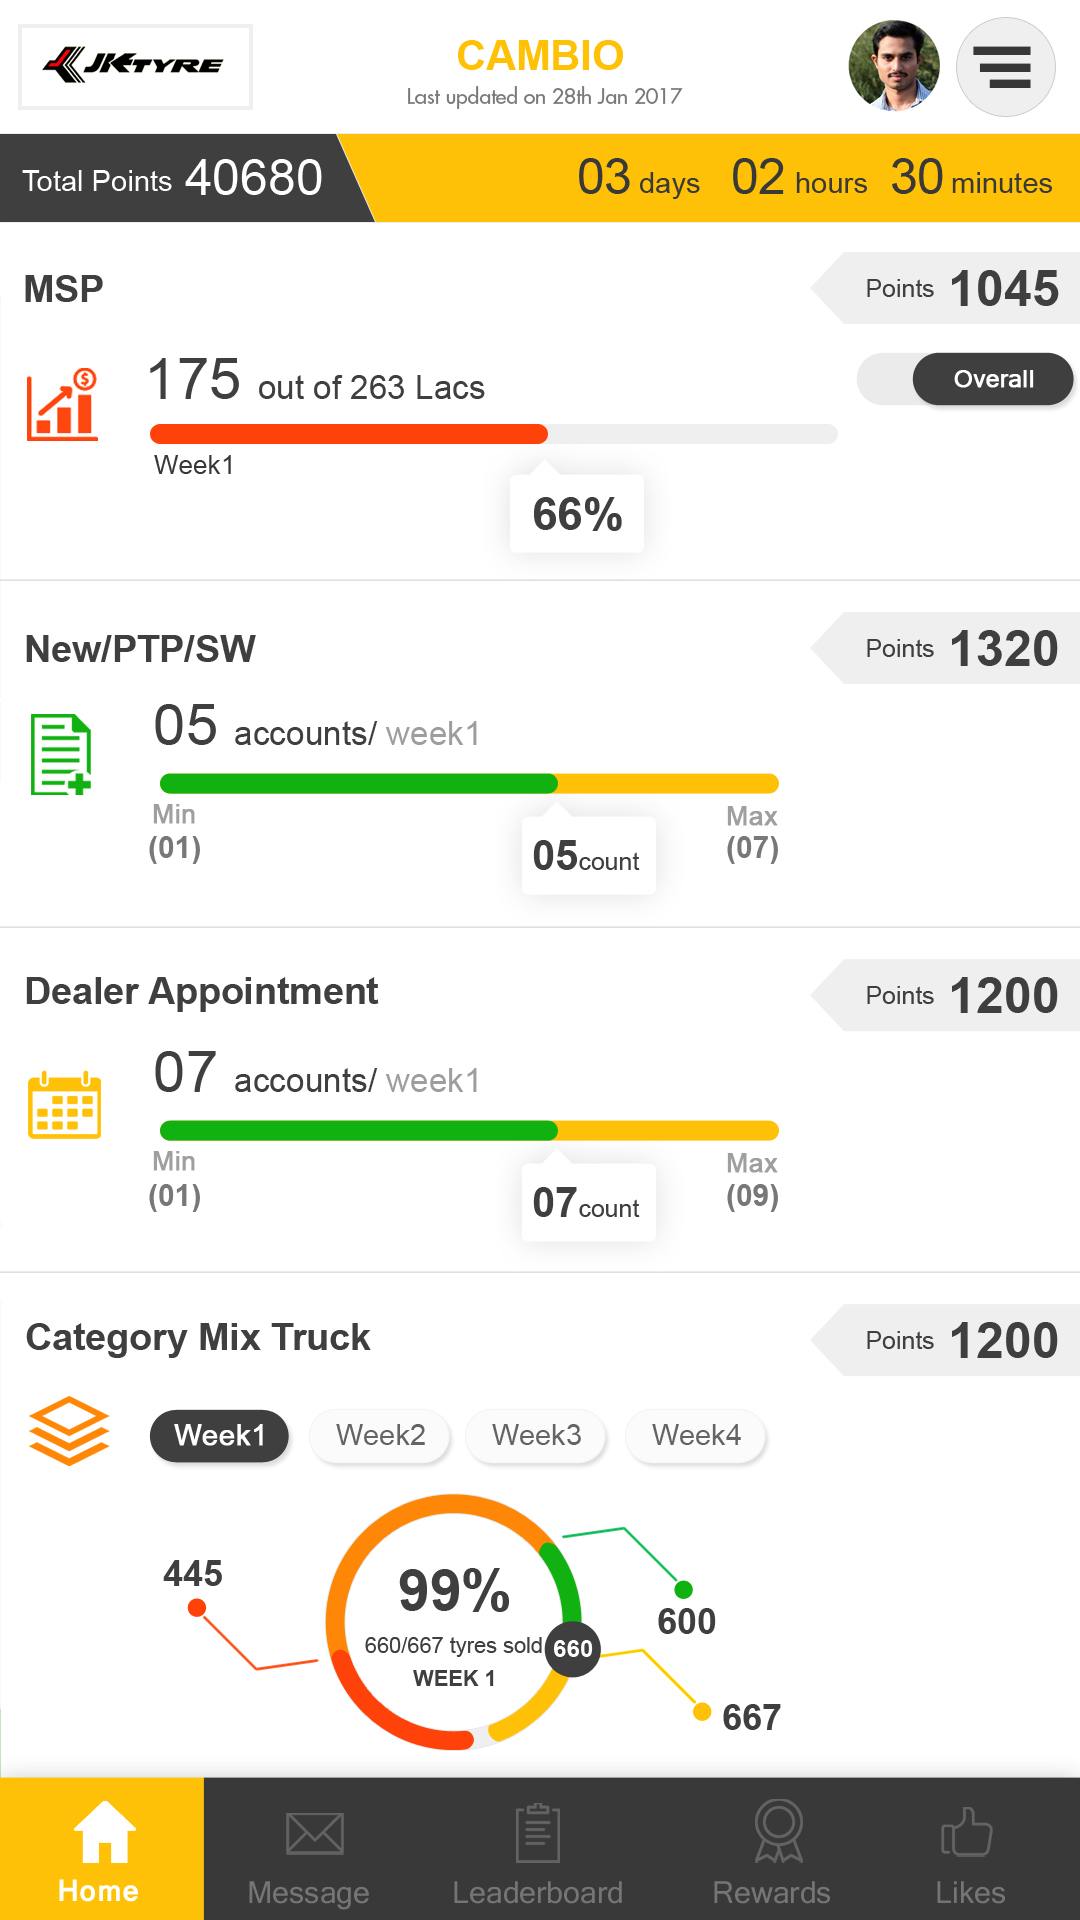 JKTYRE
CAMBIO
Last updated on 28th Jan 2017
Total Points 40680
03 days 02 hours 30 minutes
MSP
Points 1045
175 out of 263 Lacs
Overall
Week1
66%
New/PTP/SW
Points 1320
05 accounts/ week1
Min
(01)
Max
(07)
05count
Dealer Appointment
Points 1200
07 accounts/ week1
Min
(01)
Max
(09)
07count
Category Mix Truck
Points 1200
Week1 Week2 Week3 Week4
445
99%
660/667 tyres sold
WEEK 1
660
600
667
Home Message Leaderboard Rewards Likes